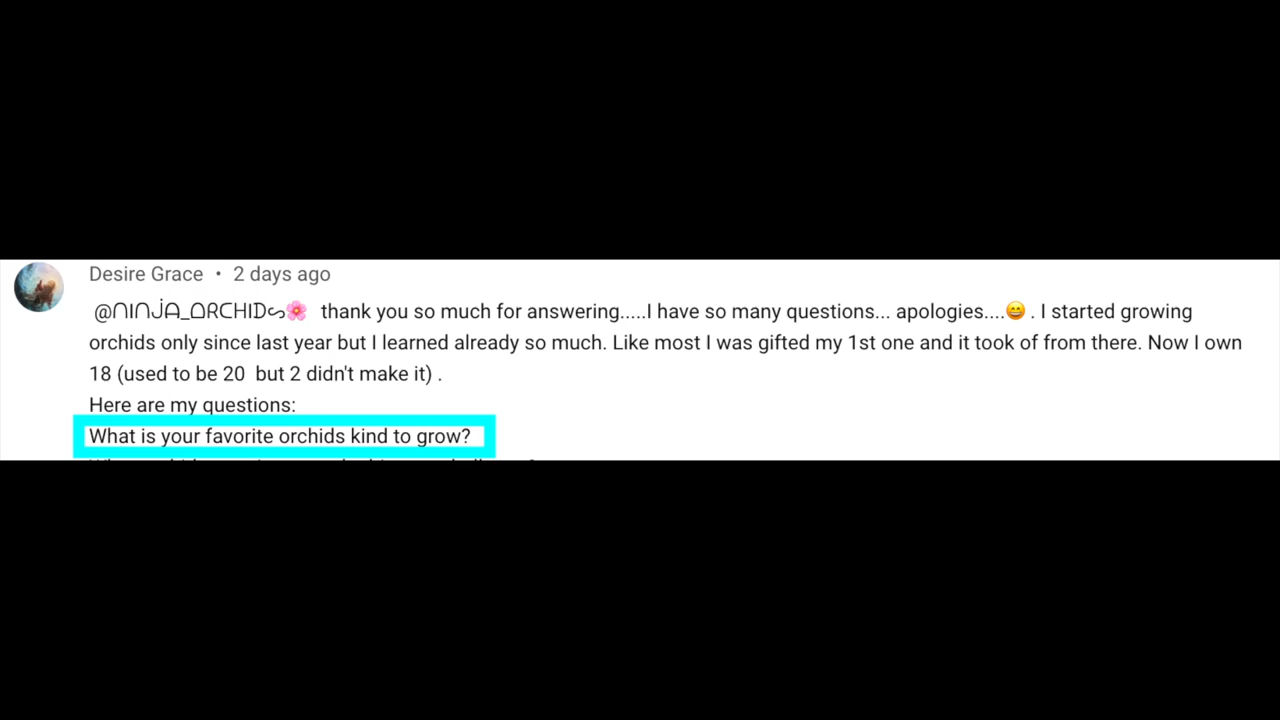 Desire Grace • 2 days ago
@ᑎIᑎJᗩ_ᗝᖇᑕᕼIᗪᔕ🌸 thank you so much for answering.....I have so many questions... apologies....😄 . I started growing
orchids only since last year but I learned already so much. Like most I was gifted my 1st one and it took of from there. Now I own
18 (used to be 20 but 2 didn't make it) .
Here are my questions:
What is your favorite orchids kind to grow?